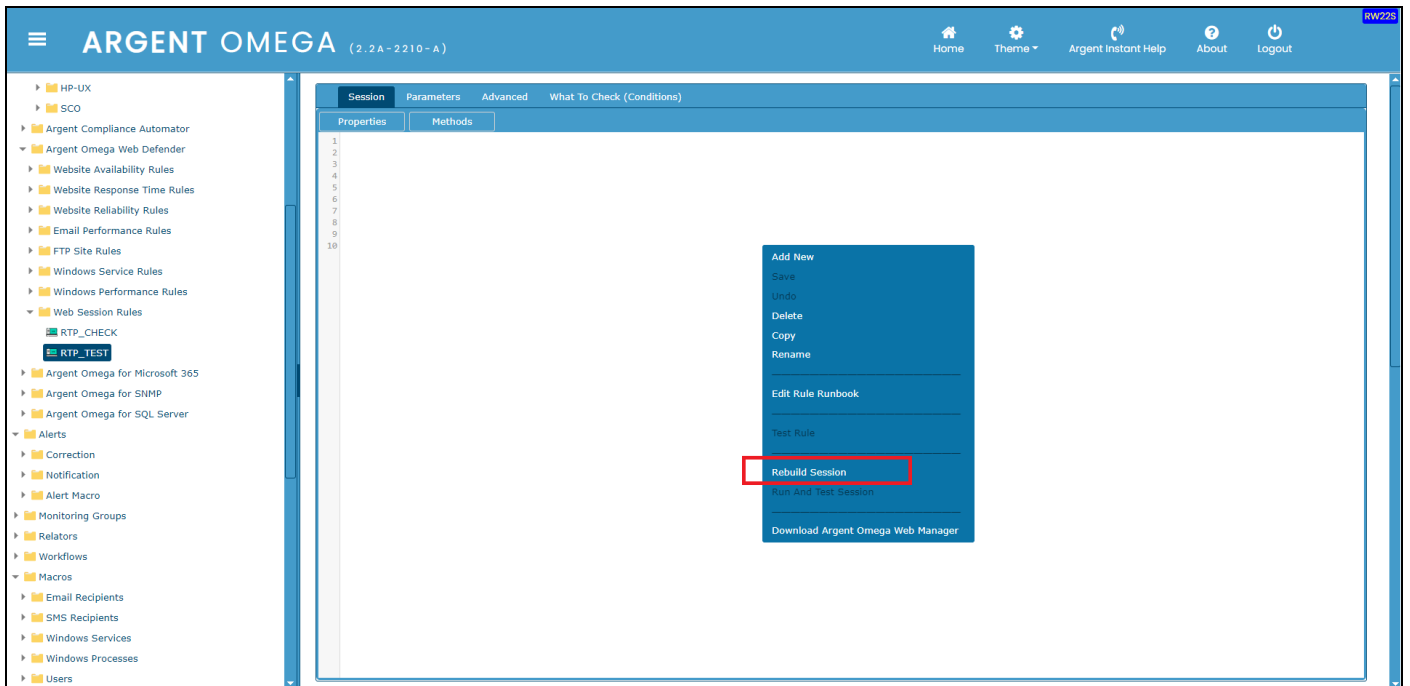 RW22S
ARGENT OMEGA (2.2A-2210-A)
Home
Theme
Argent Instant Help
About
Logout
HP-UX
SCO
Argent Compliance Automator
Argent Omega Web Defender
Website Availability Rules
Website Response Time Rules
Website Reliability Rules
Email Performance Rules
FTP Site Rules
Windows Service Rules
Windows Performance Rules
Web Session Rules
RTP_CHECK
RTP_TEST
Argent Omega for Microsoft 365
Argent Omega for SNMP
Argent Omega for SQL Server
Alerts
Correction
Notification
Alert Macro
Monitoring Groups
Relators
Workflows
Macros
Email Recipients
SMS Recipients
Windows Services
Windows Processes
Users
Session Parameters Advanced What To Check (Conditions)
Properties Methods
1
2
3
4
5
6
7
8
9
10
Add New
Save
Undo
Delete
Copy
Rename
Edit Rule Runbook
Test Rule
Rebuild Session
Run And Test Session
Download Argent Omega Web Manager